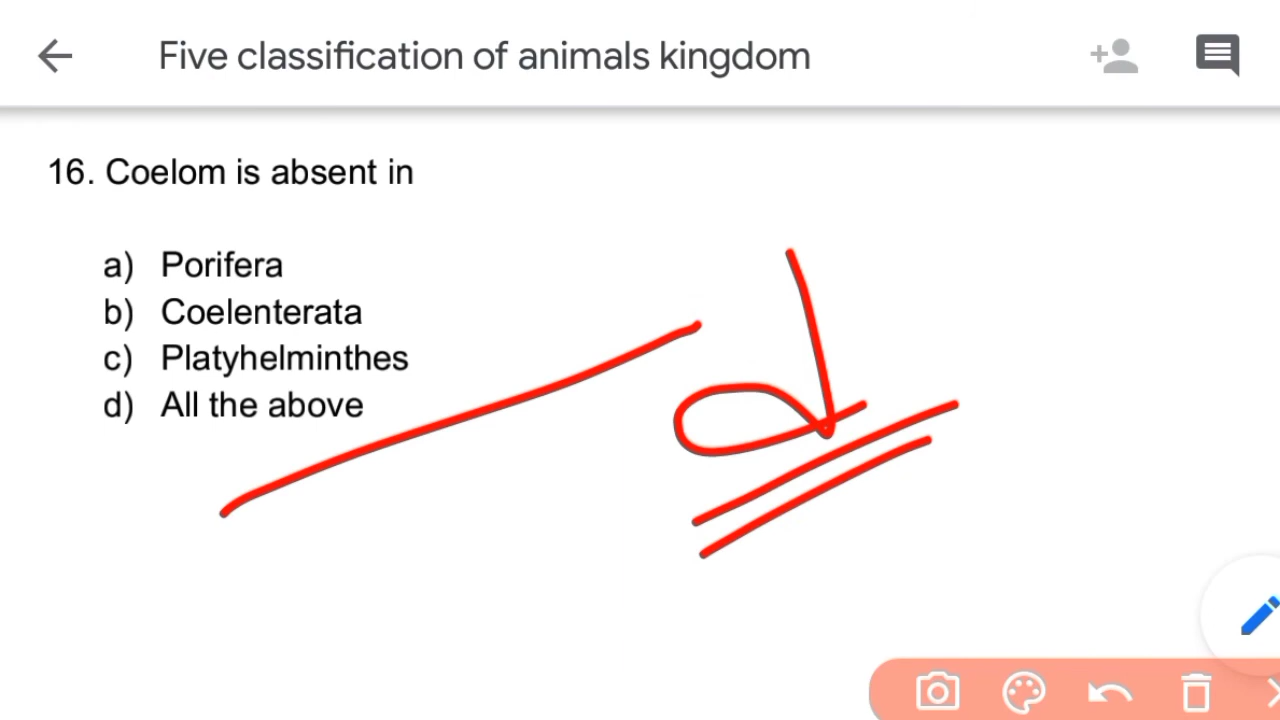 Five classification of animals kingdom
16. Coelom is absent in
a) Porifera
b) Coelenterata
c) Platyhelminthes
d) All the above
d